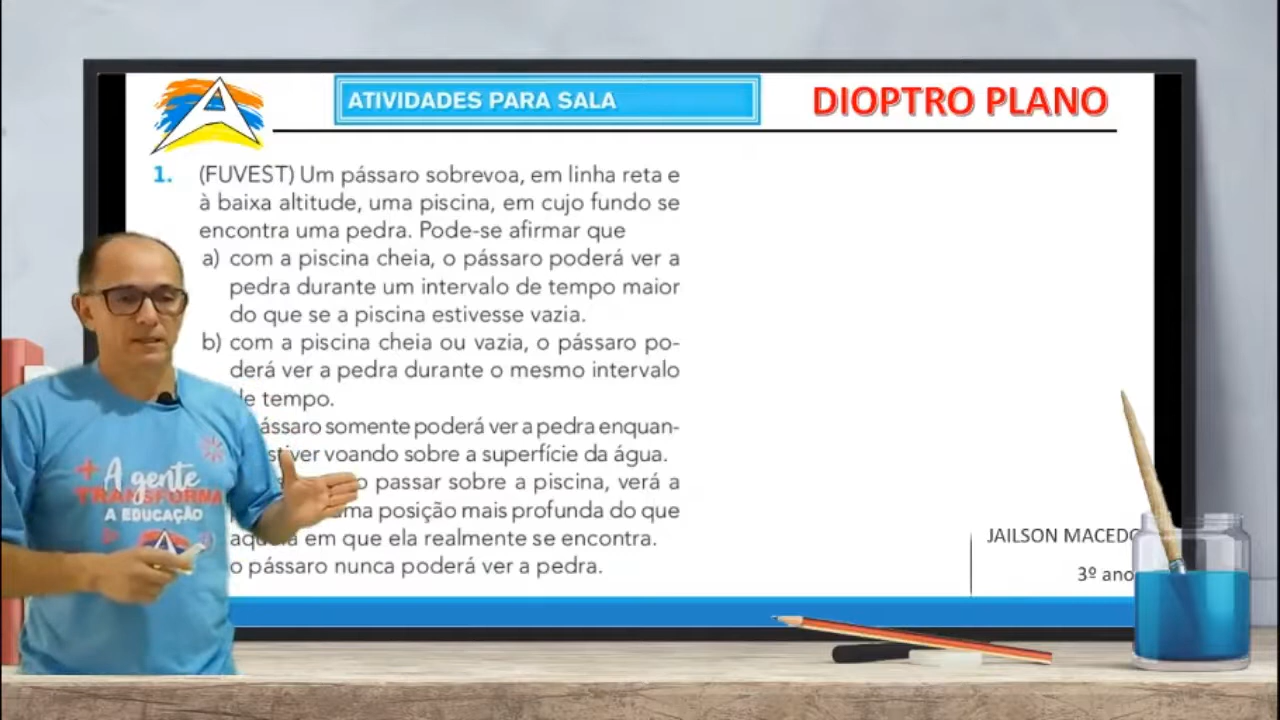 ATIVIDADES PARA SALA
DIOPTRO PLANO
1. (FUVEST) Um pássaro sobrevoa, em linha reta e
à baixa altitude, uma piscina, em cujo fundo se
encontra uma pedra. Pode-se afirmar que
a) com a piscina cheia, o pássaro poderá ver a
pedra durante um intervalo de tempo maior
do que se a piscina estivesse vazia.
b) com a piscina cheia ou vazia, o pássaro po-
derá ver a pedra durante o mesmo intervalo
de tempo.
somente poderá ver a pedra enquan-
voando sobre a superfície da água.
o passar sobre a piscina, verá a
posição mais profunda do que
em que ela realmente se encontra.
o pássaro nunca poderá ver a pedra.
+ A gente
TRANSFORMA
A EDUCAÇÃO
JAILSON MACEDO
3º ano